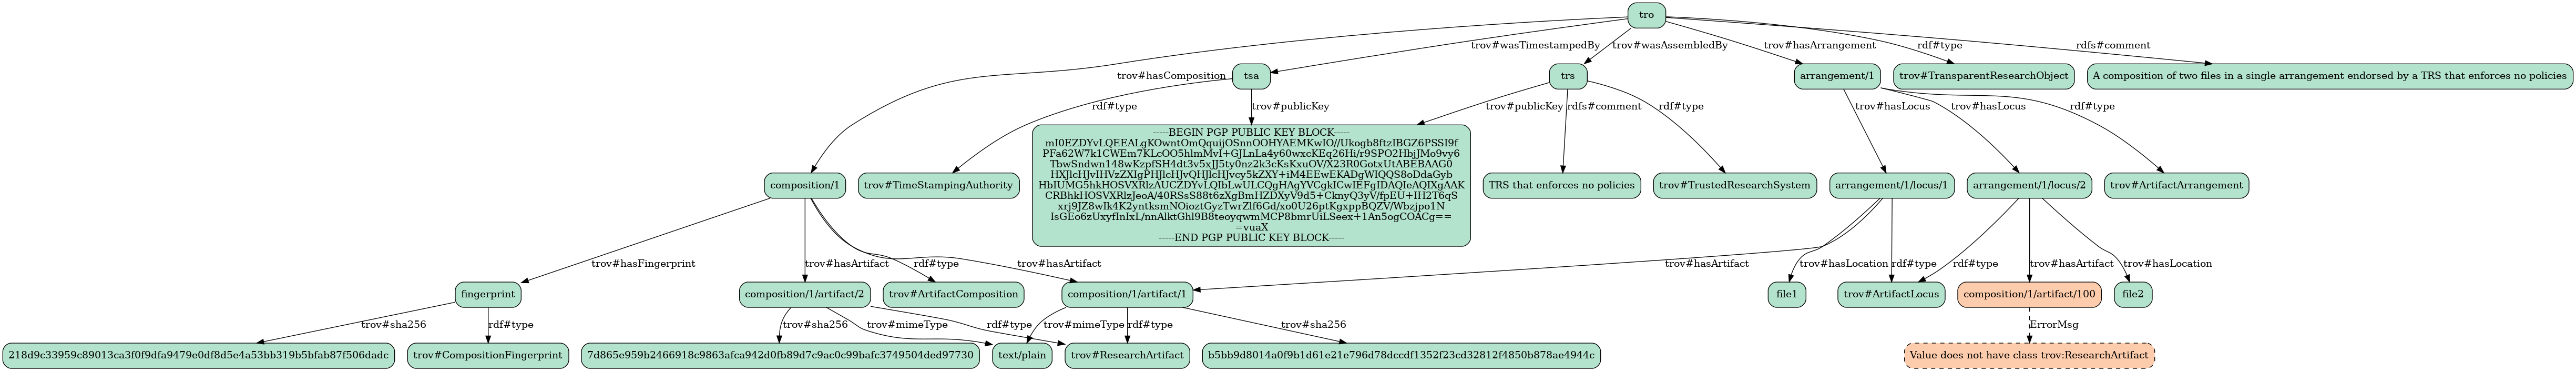 tro
trov#wasTimestampedBy
trov#wasAssembledBy
trov#hasArrangement
rdf#type
rdfs#comment
trov#hasComposition
tsa
trs
arrangement/1
trov#TransparentResearchObject
A composition of two files in a single arrangement endorsed by a TRS that enforces no policies
rdf#type
trov#publicKey
trov#publicKey
rdfs#comment
rdf#type
trov#hasLocus
trov#hasLocus
rdf#type
composition/1
trov#TimeStampingAuthority
-----BEGIN PGP PUBLIC KEY BLOCK-----
mI0EZDYvLQEEALgKOwntOmQquijOSnnOOHYAEMKwIO//Ukogb8ftzIBGZ6PSSI9f
PFa62W7k1CWEm7KLcOO5hlmMvI+GJLnLa4y60wxcKEq26Hi/r9SPO2HbjJMo9vy6
TbwSndwn148wKzpfSH4dt3v5xJJ5ty0nz2k3cKsKxuOV/X23R0GotxUtABEBAAG0
HXJlcHJvIHVzZXIgPHJlcHJvQHJlcHJvcy5kZXY+iM4EEwEKADgWIQQS8oDdaGyb
HbIUMG5hkHOSVXRlzAUCZDYvLQIbLwULCQgHAgYVCgkICwIEFgIDAQIeAQIXgAAK
CRBhkHOSVXRlzJeoA/40RSsS88t6zXgBmHZDXyV9d5+CknyQ3yV/fpEU+IH2T6qS
xrj9JZ8wIk4K2yntksmNOioztGyzTwrZlf6Gd/xo0U26ptKgxppBQZV/Wbzjpo1N
IsGEo6zUxyfInIxL/nnAlktGhl9B8teoyqwmMCP8bmrUiLSeex+1An5ogCOACg==
=vuaX
-----END PGP PUBLIC KEY BLOCK-----
TRS that enforces no policies
trov#TrustedResearchSystem
arrangement/1/locus/1
arrangement/1/locus/2
trov#ArtifactArrangement
trov#hasFingerprint
trov#hasArtifact
rdf#type
trov#hasArtifact
trov#hasArtifact
trov#hasLocation
rdf#type
rdf#type
trov#hasArtifact
trov#hasLocation
fingerprint
composition/1/artifact/2
trov#ArtifactComposition
composition/1/artifact/1
file1
trov#ArtifactLocus
composition/1/artifact/100
file2
trov#sha256
rdf#type
trov#sha256
trov#mimeType
rdf#type
trov#mimeType
rdf#type
trov#sha256
ErrorMsg
218d9c33959c89013ca3f0f9dfa9479e0df8d5e4a53bb319b5bfab87f506dadc
trov#CompositionFingerprint
7d865e959b2466918c9863afca942d0fb89d7c9ac0c99bafc3749504ded97730
text/plain
trov#ResearchArtifact
b5bb9d8014a0f9b1d61e21e796d78dccdf1352f23cd32812f4850b878ae4944c
Value does not have class trov:ResearchArtifact